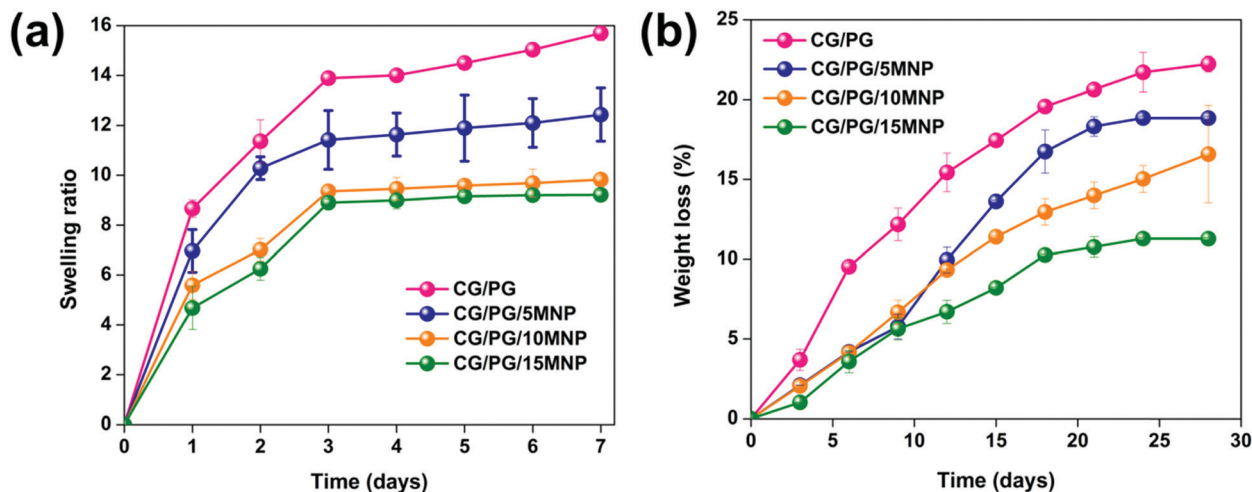 (a)
16
14
12
10
8
6
4
2
0
Swelling ratio
CG/PG
CG/PG/5MNP
CG/PG/10MNP
CG/PG/15MNP
0 1 2 3 4 5 6 7
Time (days)
(b)
25
20
15
10
5
0
Weight loss (%)
CG/PG
CG/PG/5MNP
CG/PG/10MNP
CG/PG/15MNP
0 5 10 15 20 25 30
Time (days)